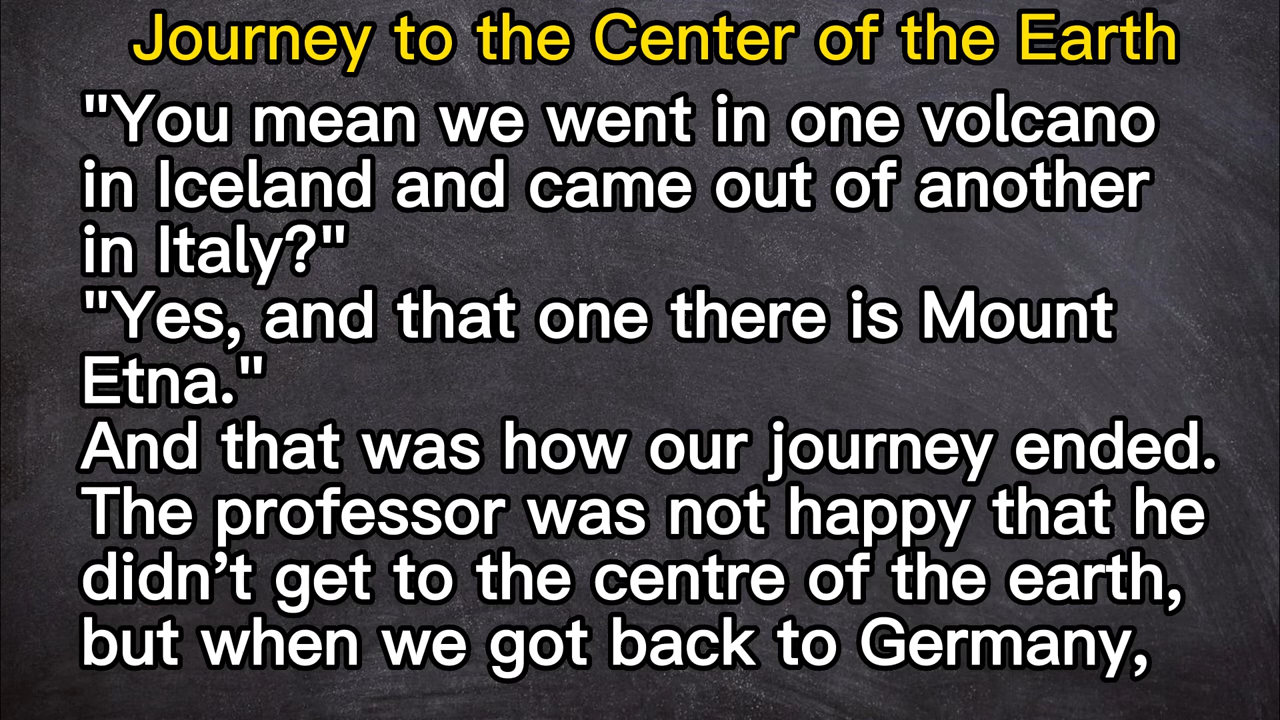 Journey to the Center of the Earth
"You mean we went in one volcano
in Iceland and came out of another
in Italy?"
"Yes, and that one there is Mount
Etna."
And that was how our journey ended.
The professor was not happy that he
didn’t get to the centre of the earth,
but when we got back to Germany,